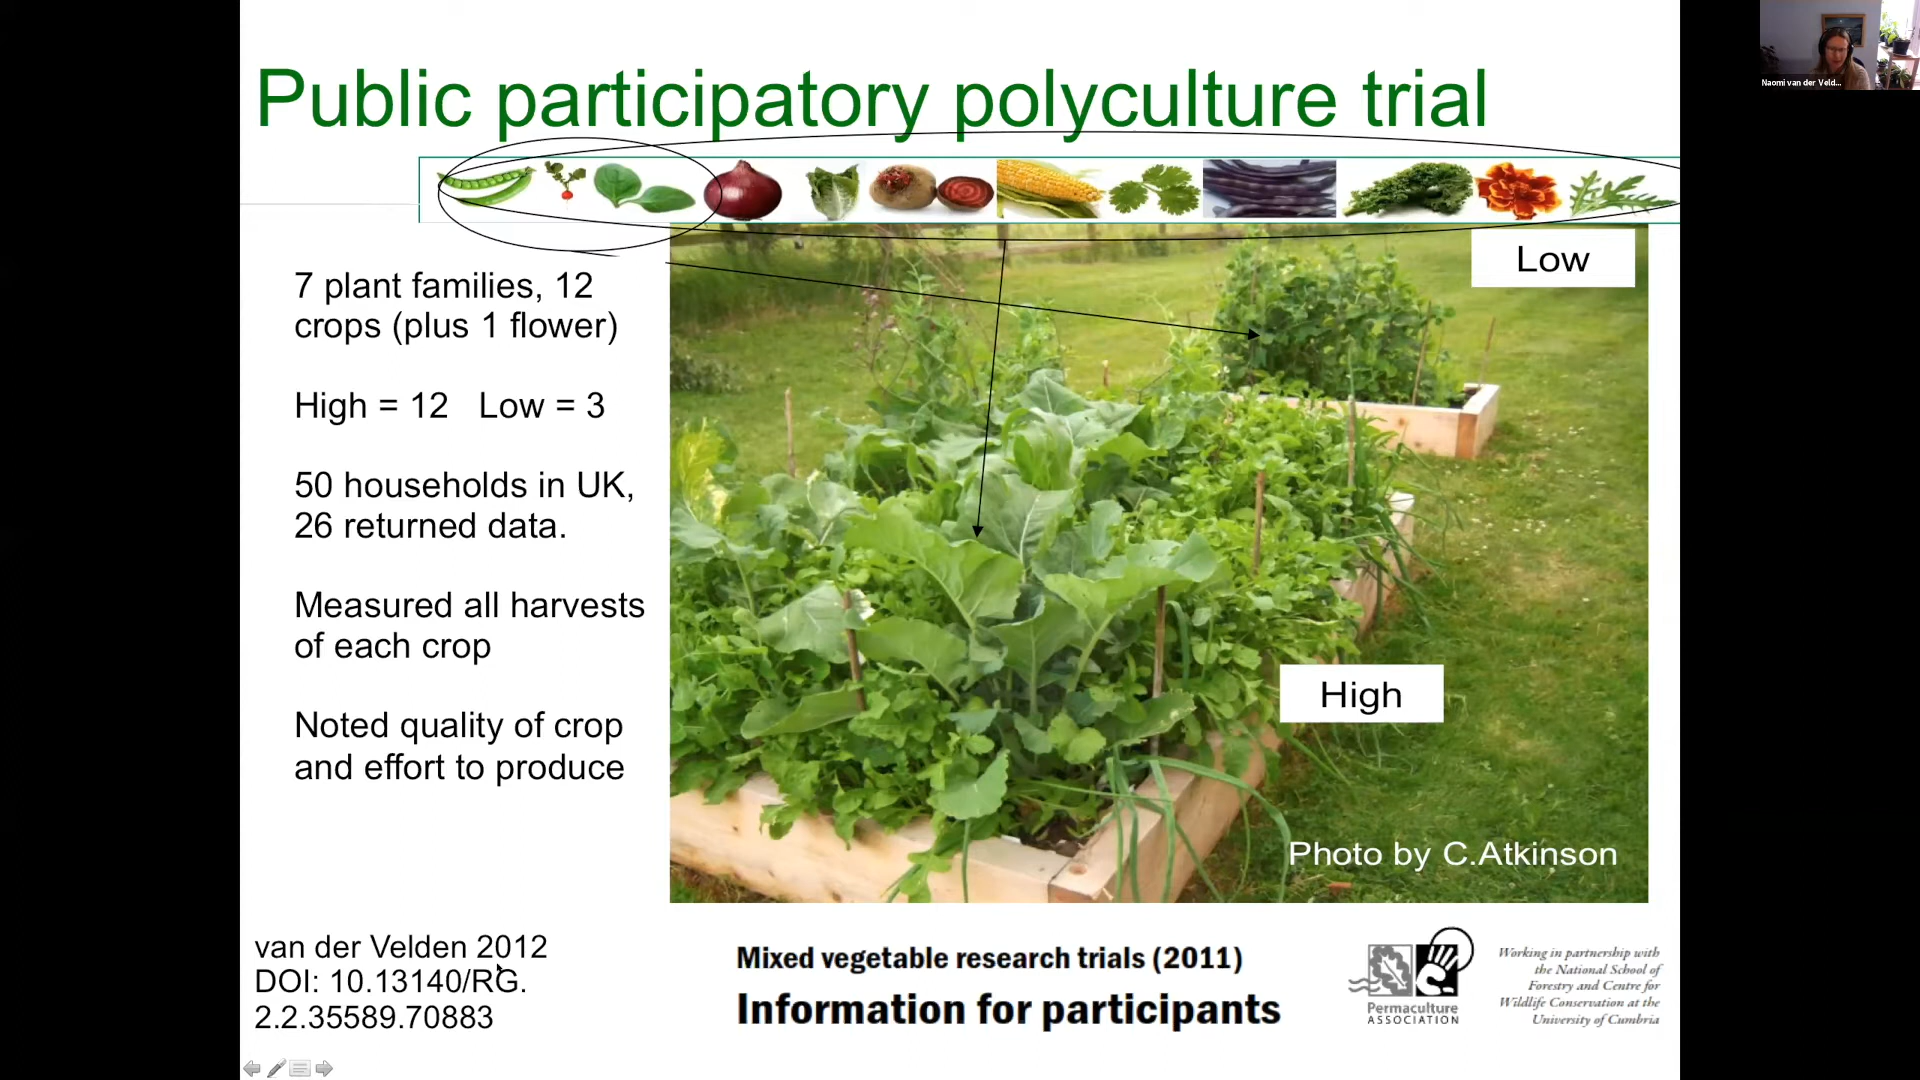 Naomi van der Veld...
Public participatory polyculture trial
7 plant families, 12
crops (plus 1 flower)
High = 12 Low = 3
50 households in UK,
26 returned data.
Measured all harvests
of each crop
Noted quality of crop
and effort to produce
Low
High
Photo by C.Atkinson
van der Velden 2012
DOI: 10.13140/RG.
2.2.35589.70883
Mixed vegetable research trials (2011)
Information for participants
Permaculture
ASSOCIATION
Working in partnership with
the National School of
Forestry and Centre for
Wildlife Conservation at the
University of Cumbria